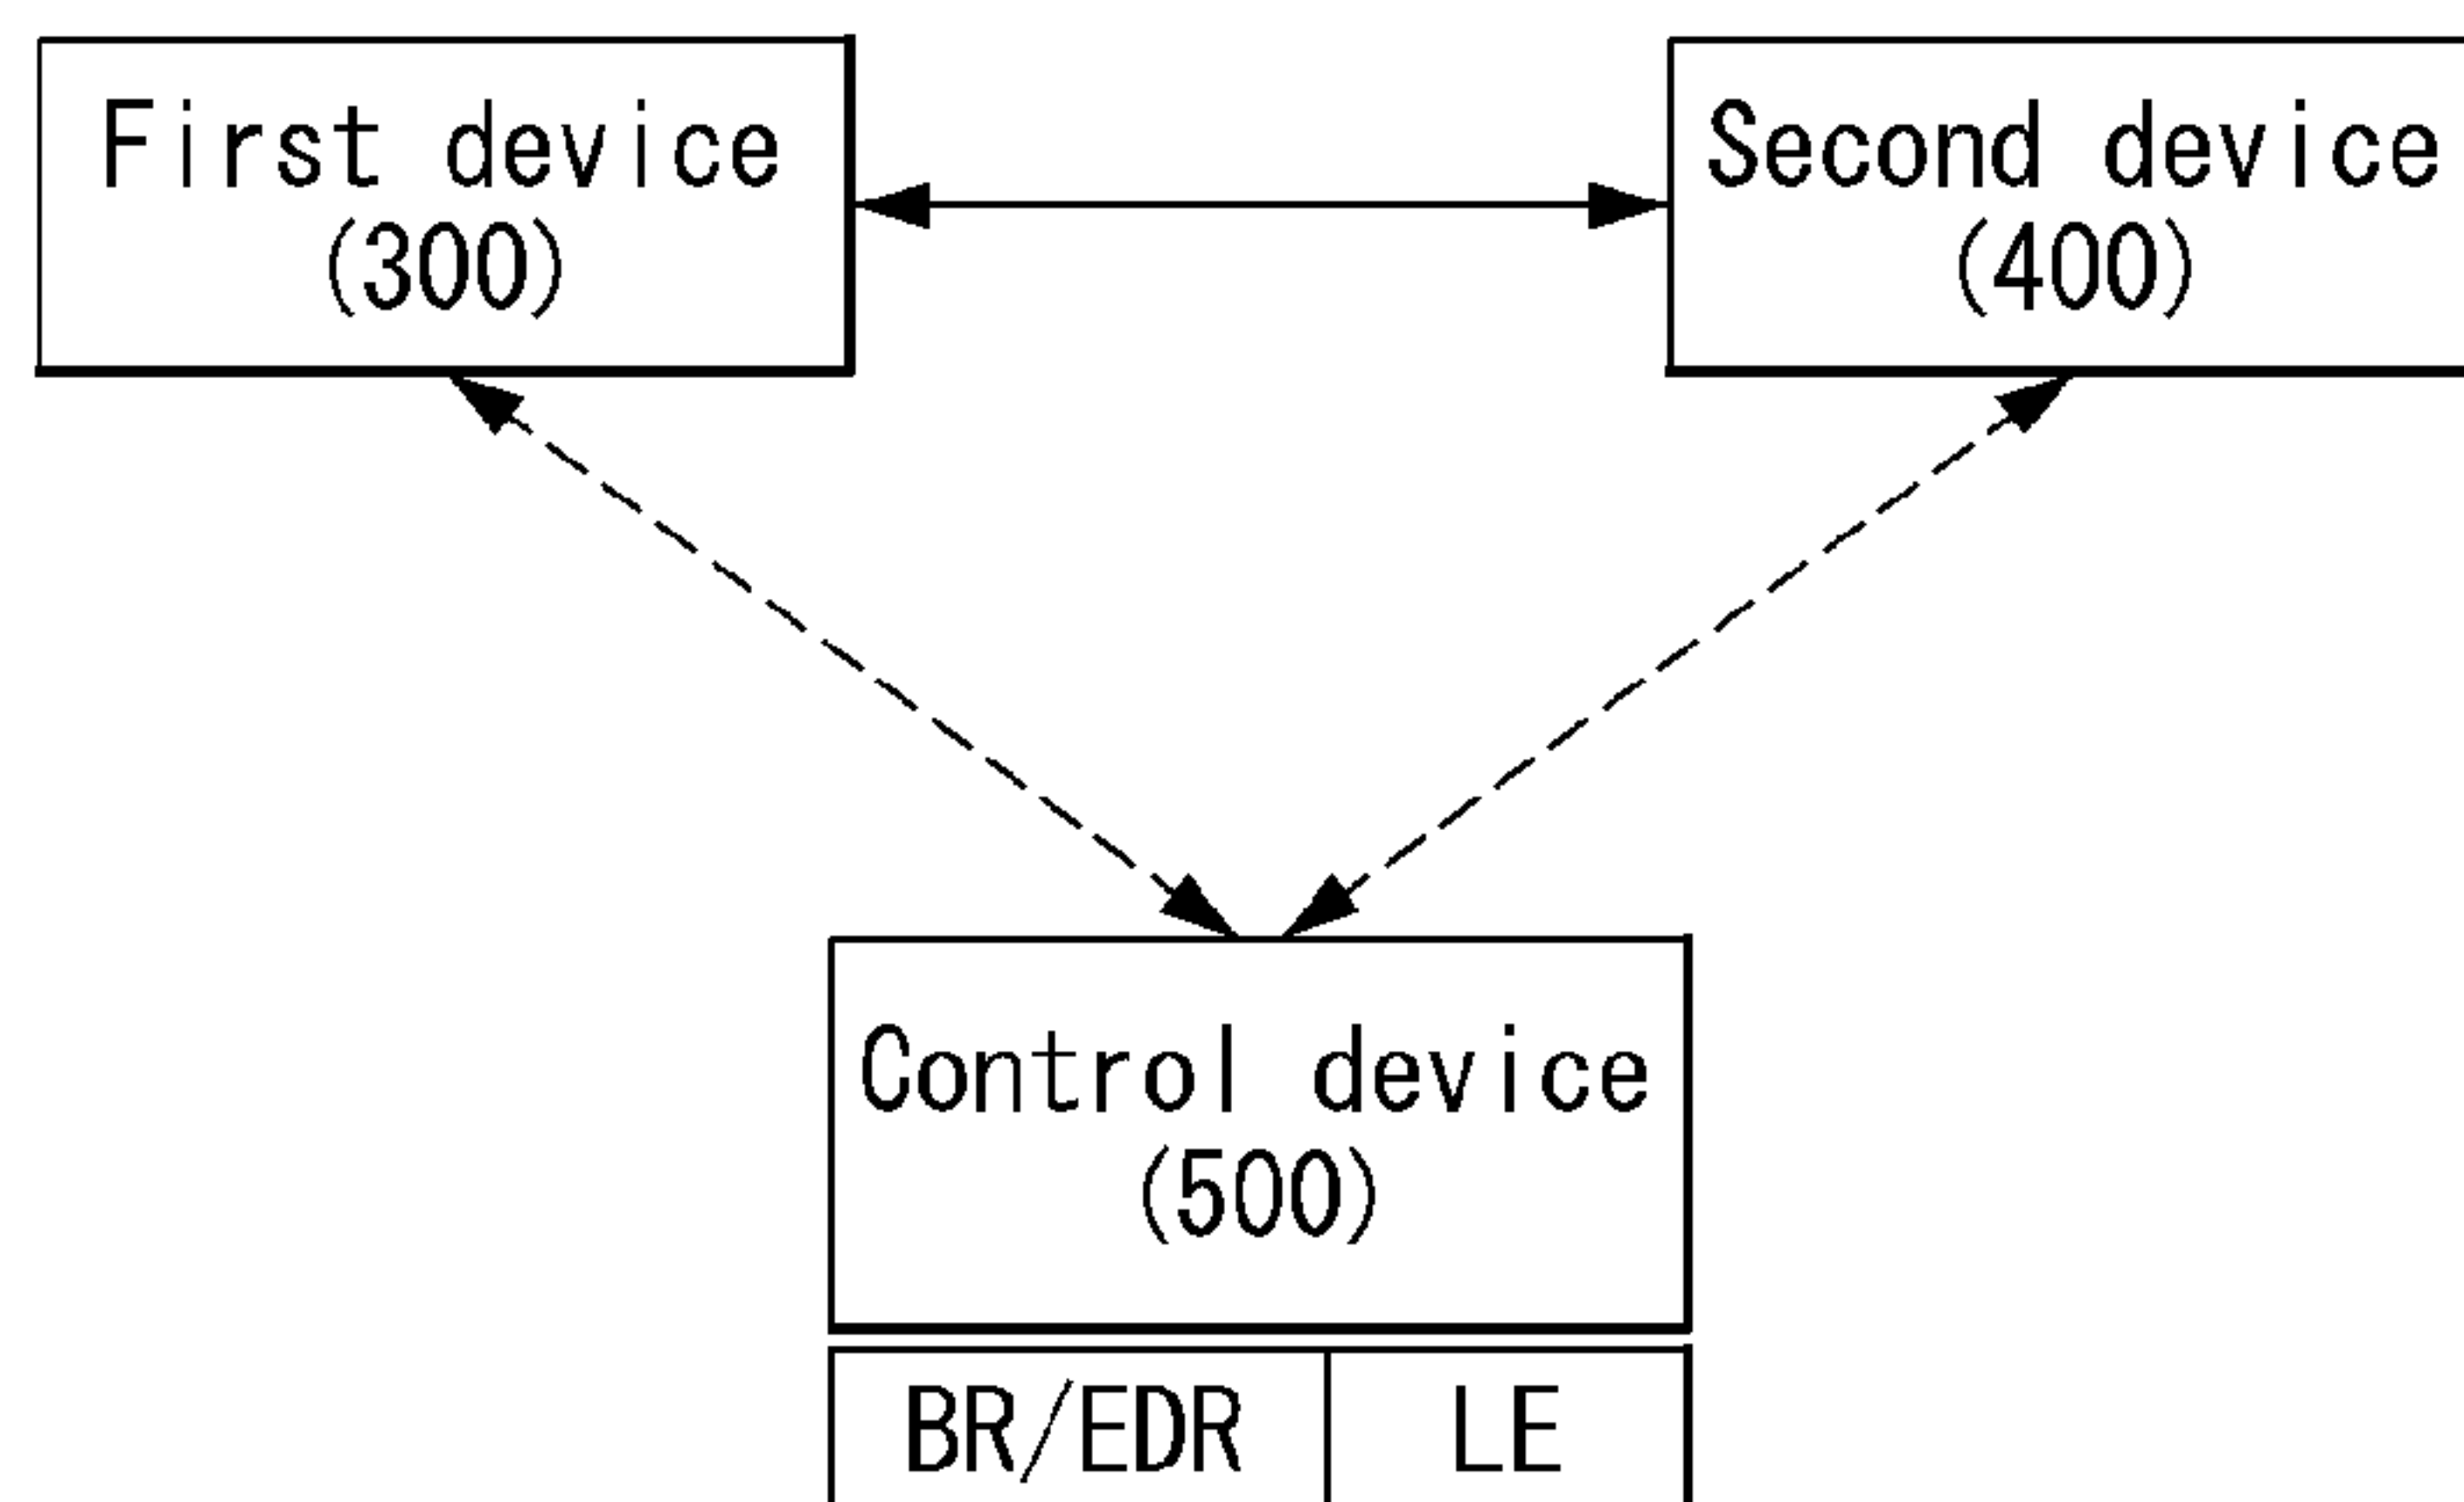 First device
(300)
Second device
(400)
Control device
(500)
BR/EDR
LE